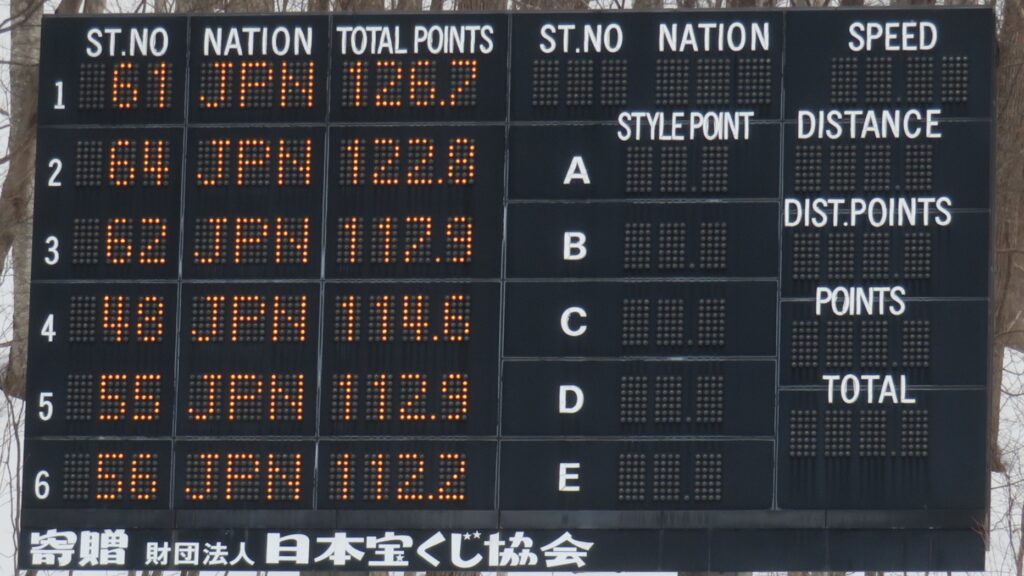 ST.NO NATION TOTAL POINTS ST.NO NATION SPEED
1 61 JPN 126.7
STYLE POINT DISTANCE
2 64 JPN 122.8 A
DIST.POINTS
3 62 JPN 117.9 B
POINTS
4 48 JPN 114.6 C
TOTAL
5 55 JPN 112.9 D
6 56 JPN 112.2 E
寄贈 財団法人 日本宝くじ協会